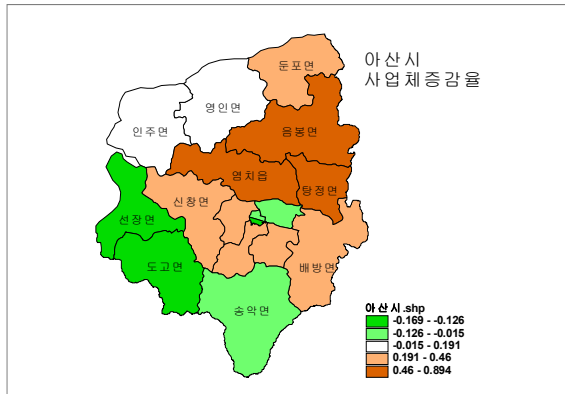 아산시
사업체증감율
둔포면
영인면
인주면
음봉면
염치읍
탕정면
신창면
선장면
도고면
배방면
송악면
아산시.shp
-0.169 - -0.126
-0.126 - -0.015
-0.015 - 0.191
0.191 - 0.46
0.46 - 0.894